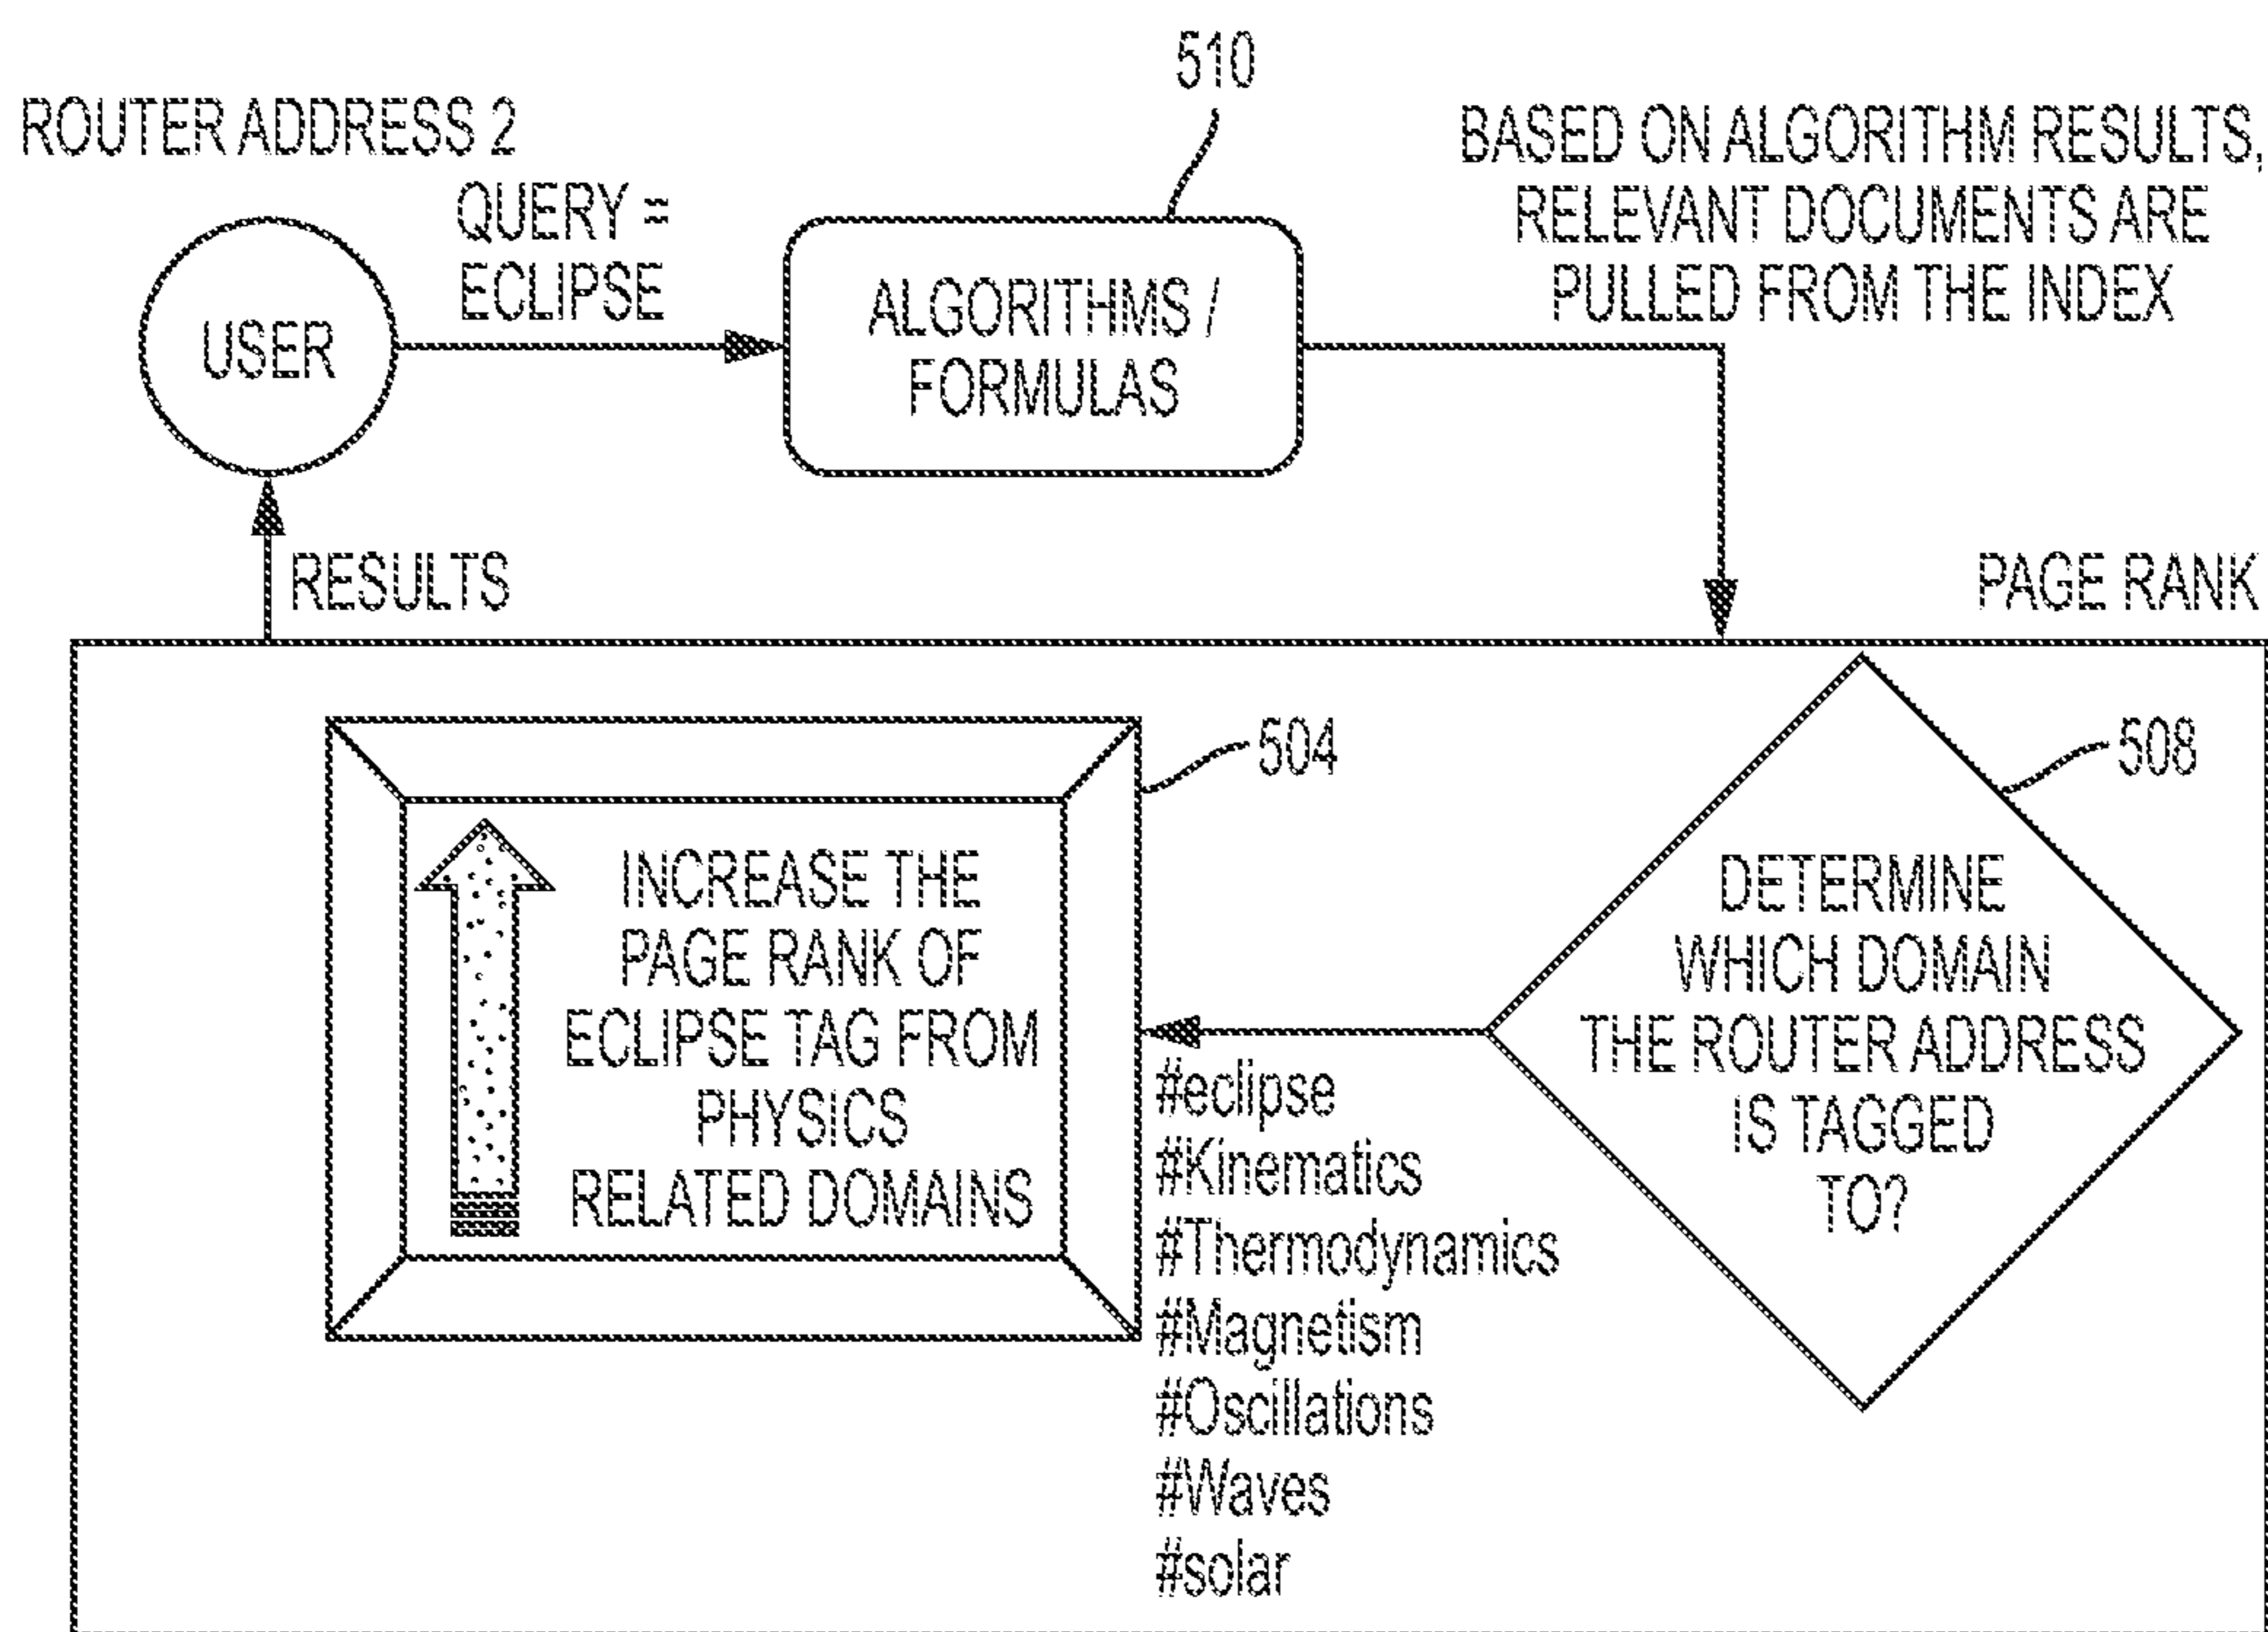 510
ROUTER ADDRESS 2
QUERY =
ECLIPSE
USER
ALGORITHMS /
FORMULAS
BASED ON ALGORITHM RESULTS,
RELEVANT DOCUMENTS ARE
PULLED FROM THE INDEX
RESULTS
PAGE RANK
504
INCREASE THE
PAGE RANK OF
ECLIPSE TAG FROM
PHYSICS
RELATED DOMAINS
508
DETERMINE
WHICH DOMAIN
THE ROUTER ADDRESS
IS TAGGED
TO?
#eclipse
#Kinematics
#Thermodynamics
#Magnetism
#Oscillations
#Waves
#solar